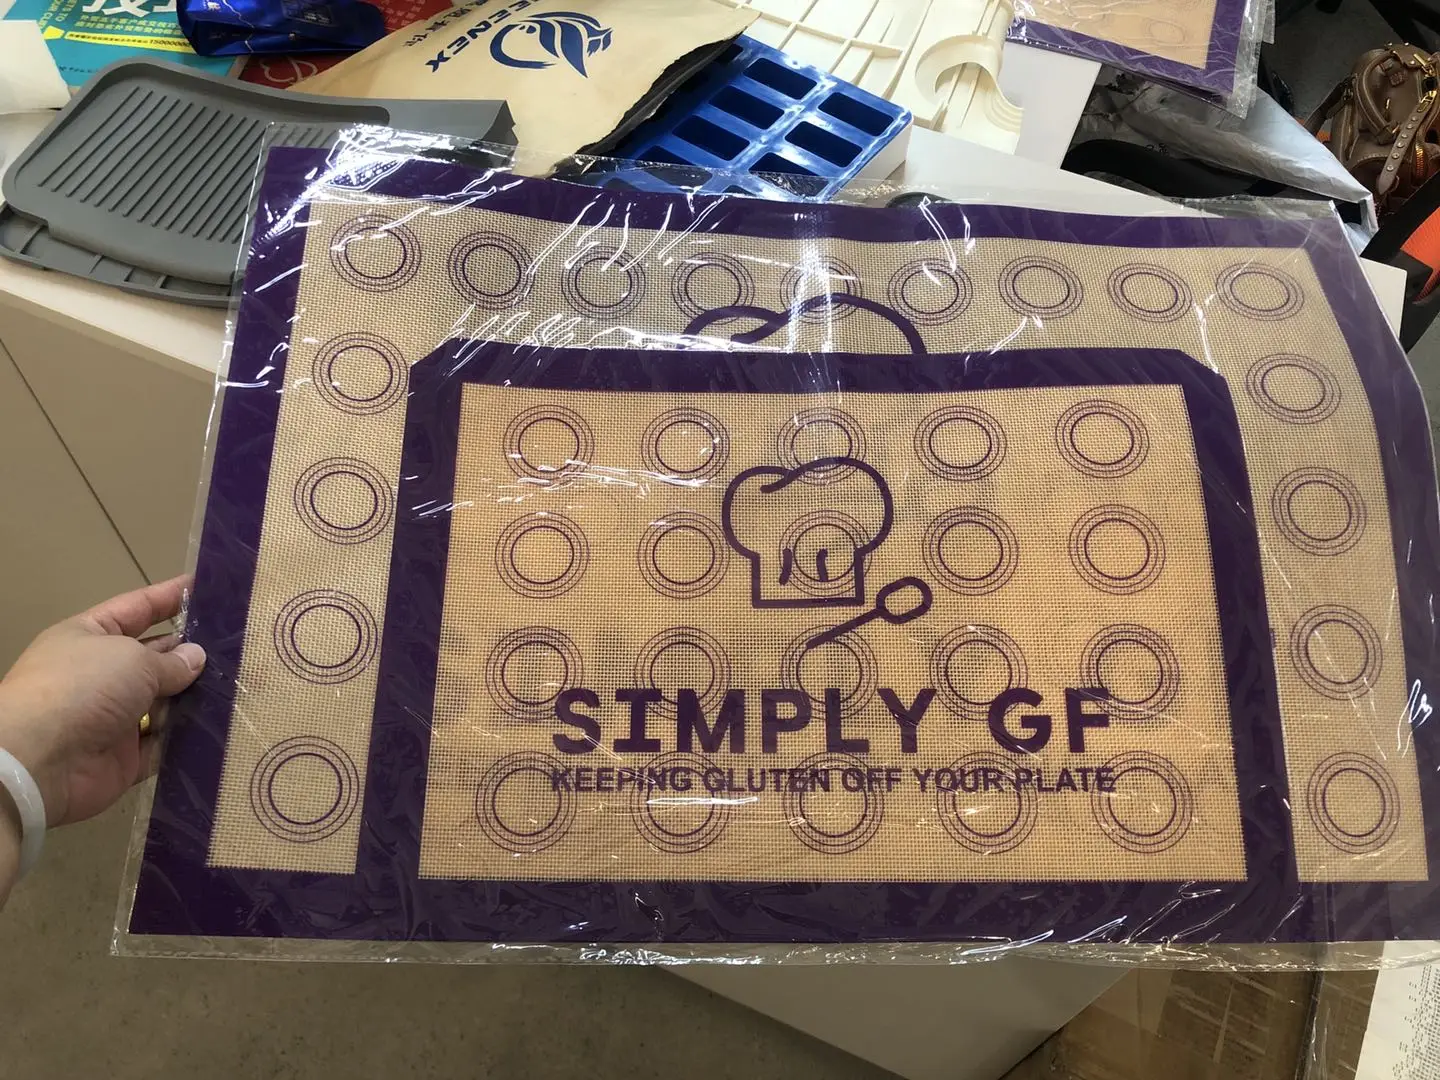 SIMPLY GF
KEEPING GLUTEN OFF YOUR PLATE